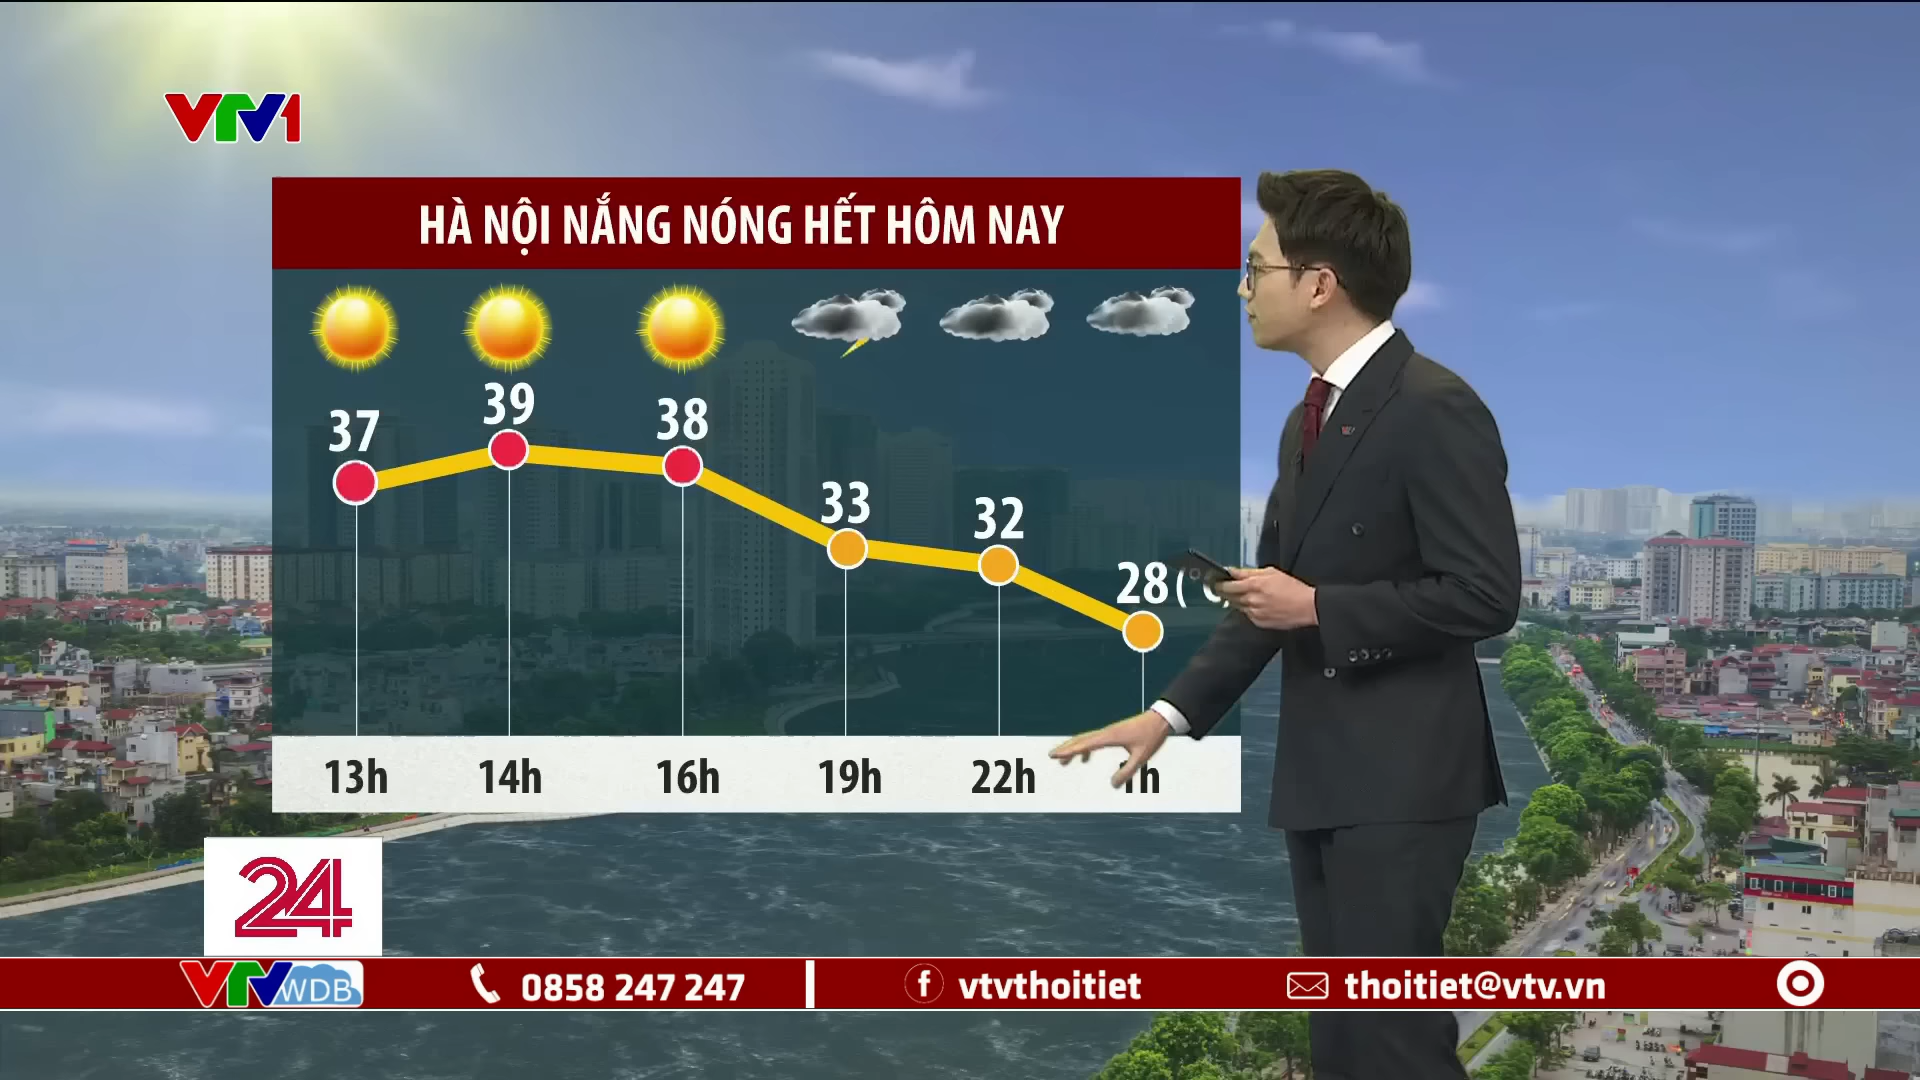 VTV1
HÀ NỘI NẮNG NÓNG HẾT HÔM NAY
37
39
38
33
32
28 (°C)
13h
14h
16h
19h
22h
1h
24
VTV WDB
0858 247 247
vtvthoitiet
thoitiet@vtv.vn